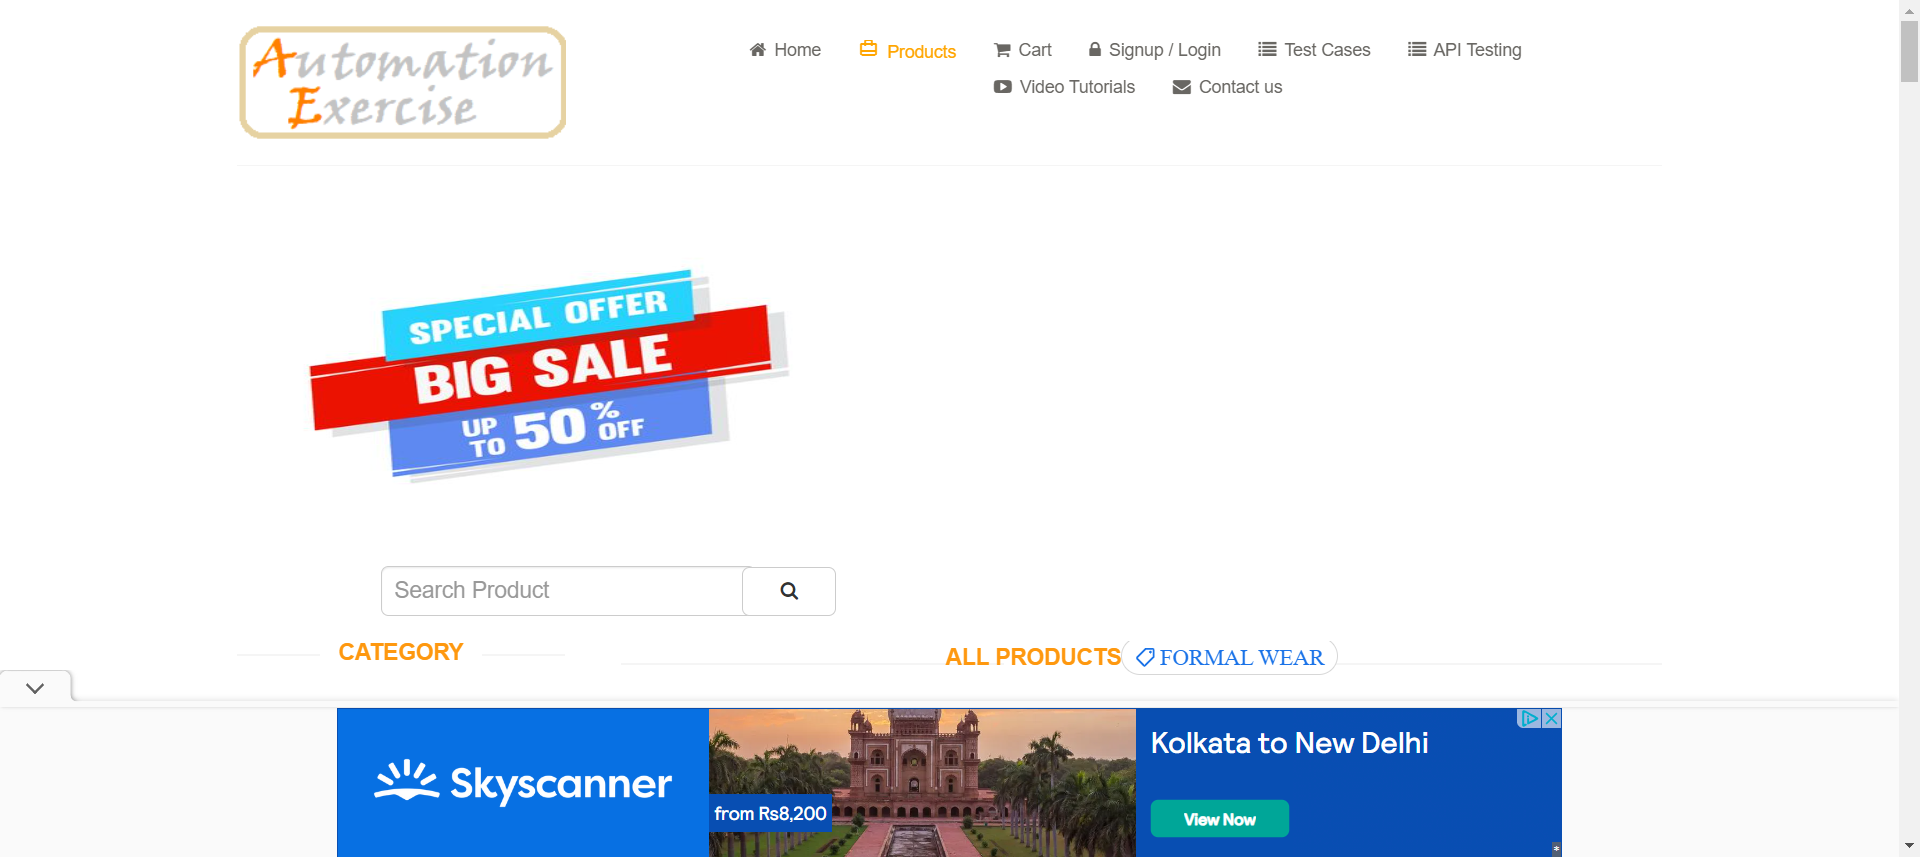 Automation
Exercise
Home
Products
Cart
Signup / Login
Test Cases
API Testing
Video Tutorials
Contact us
SPECIAL OFFER
BIG SALE
UP TO 50% OFF
Search Product
CATEGORY
ALL PRODUCTS
FORMAL WEAR
Skyscanner
from Rs8,200
Kolkata to New Delhi
View Now